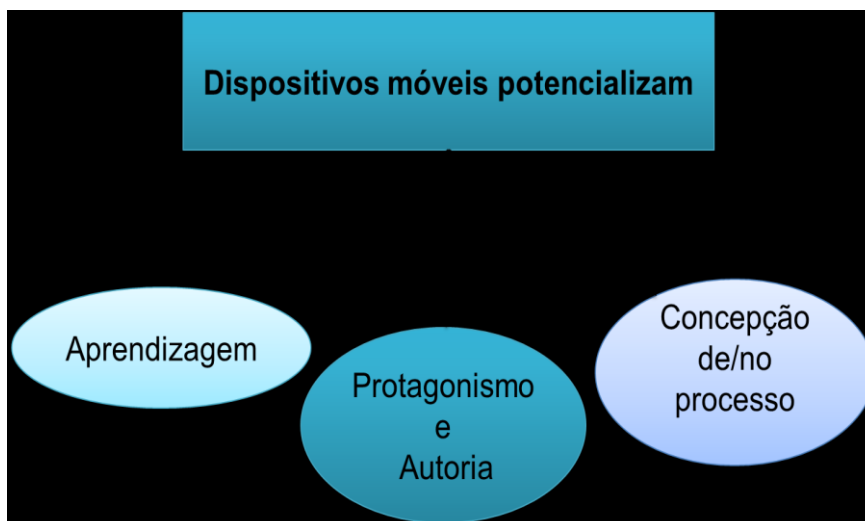 Dispositivos móveis potencializam
Aprendizagem
Protagonismo
e
Autoria
Concepção
de/no
processo